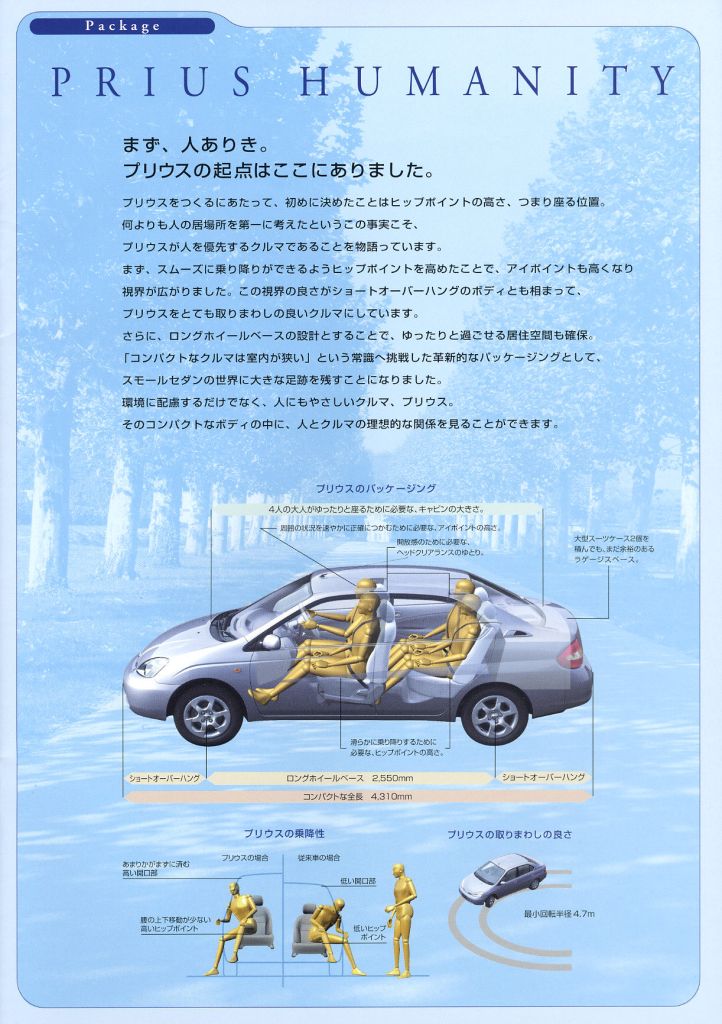 Package
PRIUS HUMANITY
まず、人ありき。
プリウスの起点はここにありました。
プリウスをつくるにあたって、初めに決めたことはヒップポイントの高さ、つまり座る位置。
何よりも人の居場所を第一に考えたというこの事実こそ、
プリウスが人を優先するクルマであることを物語っています。
まず、スムーズに乗り降りができるようヒップポイントを高めたことで、アイポイントも高くなり
視界が広がりました。この視界の良さがショートオーバーハングのボディとも相まって、
プリウスをとても取りまわしの良いクルマにしています。
さらに、ロングホイールベースの設計とすることで、ゆったりと過ごせる居住空間も確保。
「コンパクトなクルマは室内が狭い」という常識へ挑戦した革新的なパッケージングとして、
スモールセダンの世界に大きな足跡を残すことになりました。
環境に配慮するだけでなく、人にもやさしいクルマ、プリウス。
そのコンパクトなボディの中に、人とクルマの理想的な関係を見ることができます。
プリウスのパッケージング
4人の大人がゆったりと座るために必要な、キャビンの大きさ。
周囲の状況を速やかに正確につかむために必要な、アイポイントの高さ。
開放感のために必要な、
ヘッドクリアランスのゆとり。
大型スーツケース2個を
積んでも、まだ余裕のある
ラゲージスペース。
滑らかに乗り降りするために
必要な、ヒップポイントの高さ。
ショートオーバーハング
ロングホイールベース 2,550mm
ショートオーバーハング
コンパクトな全長 4,310mm
プリウスの乗降性
プリウスの場合
従来車の場合
あまりかがまずに済む
高い開口部
腰の上下移動が少ない
高いヒップポイント
低い開口部
低いヒップ
ポイント
プリウスの取りまわしの良さ
最小回転半径 4.7m